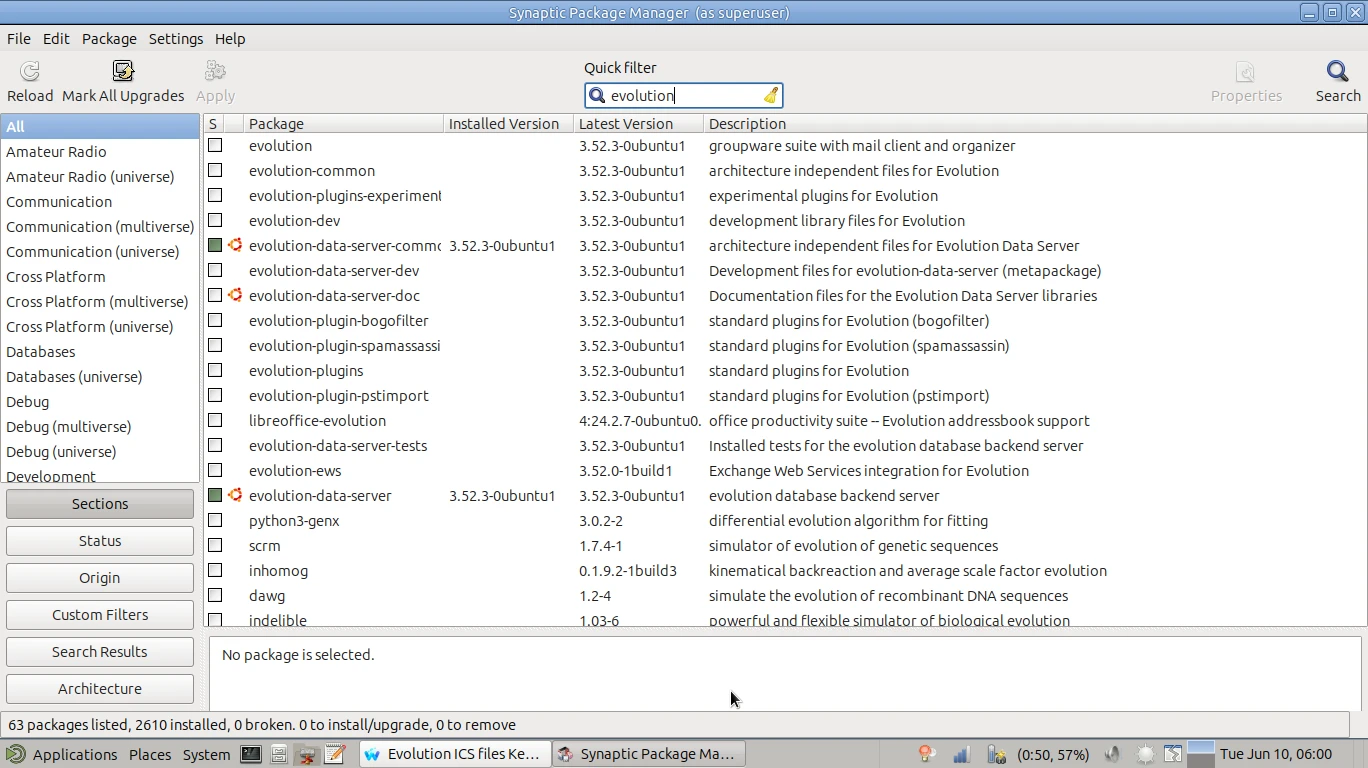 Synaptic Package Manager (as superuser)
File Edit Package Settings Help
Reload Mark All Upgrades Apply
Quick filter
evolution
Properties Search
All
Amateur Radio
Amateur Radio (universe)
Communication
Communication (multiverse)
Communication (universe)
Cross Platform
Cross Platform (multiverse)
Cross Platform (universe)
Databases
Databases (universe)
Debug
Debug (multiverse)
Debug (universe)
Development
Sections
Status
Origin
Custom Filters
Search Results
Architecture
S Package Installed Version Latest Version Description
evolution 3.52.3-0ubuntu1 groupware suite with mail client and organizer
evolution-common 3.52.3-0ubuntu1 architecture independent files for Evolution
evolution-plugins-experiment 3.52.3-0ubuntu1 experimental plugins for Evolution
evolution-dev 3.52.3-0ubuntu1 development library files for Evolution
evolution-data-server-commo 3.52.3-0ubuntu1 3.52.3-0ubuntu1 architecture independent files for Evolution Data Server
evolution-data-server-dev 3.52.3-0ubuntu1 Development files for evolution-data-server (metapackage)
evolution-data-server-doc 3.52.3-0ubuntu1 Documentation files for the Evolution Data Server libraries
evolution-plugin-bogofilter 3.52.3-0ubuntu1 standard plugins for Evolution (bogofilter)
evolution-plugin-spamassassi 3.52.3-0ubuntu1 standard plugins for Evolution (spamassassin)
evolution-plugins 3.52.3-0ubuntu1 standard plugins for Evolution
evolution-plugin-pstimport 3.52.3-0ubuntu1 standard plugins for Evolution (pstimport)
libreoffice-evolution 4:24.2.7-0ubuntu0. office productivity suite -- Evolution addressbook support
evolution-data-server-tests 3.52.3-0ubuntu1 Installed tests for the evolution database backend server
evolution-ews 3.52.0-1build1 Exchange Web Services integration for Evolution
evolution-data-server 3.52.3-0ubuntu1 3.52.3-0ubuntu1 evolution database backend server
python3-genx 3.0.2-2 differential evolution algorithm for fitting
scrm 1.7.4-1 simulator of evolution of genetic sequences
inhomog 0.1.9.2-1build3 kinematical backreaction and average scale factor evolution
dawg 1.2-4 simulate the evolution of recombinant DNA sequences
indelible 1.03-6 powerful and flexible simulator of biological evolution
No package is selected.
63 packages listed, 2610 installed, 0 broken. 0 to install/upgrade, 0 to remove
Applications Places System Evolution ICS files Ke... Synaptic Package Ma... (0:50, 57%) Tue Jun 10, 06:00